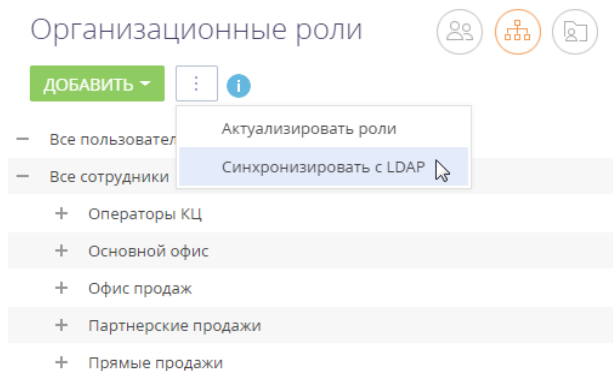 Организационные роли
ДОБАВИТЬ
i
Актуализировать роли
Все пользовател
Синхронизировать с LDAP
Все сотрудники
Операторы КЦ
Основной офис
Офис продаж
Партнерские продажи
Прямые продажи